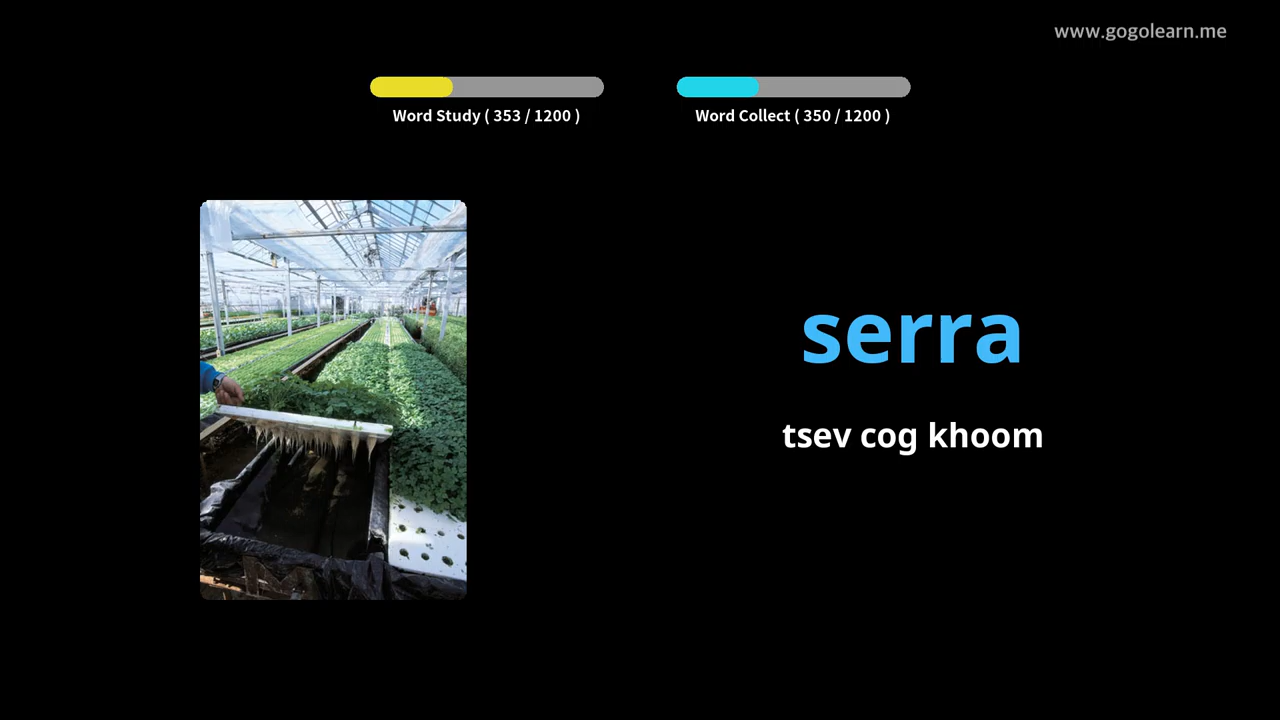 www.gogolearn.me
Word Study ( 353 / 1200 )
Word Collect ( 350 / 1200 )
serra
tsev cog khoom